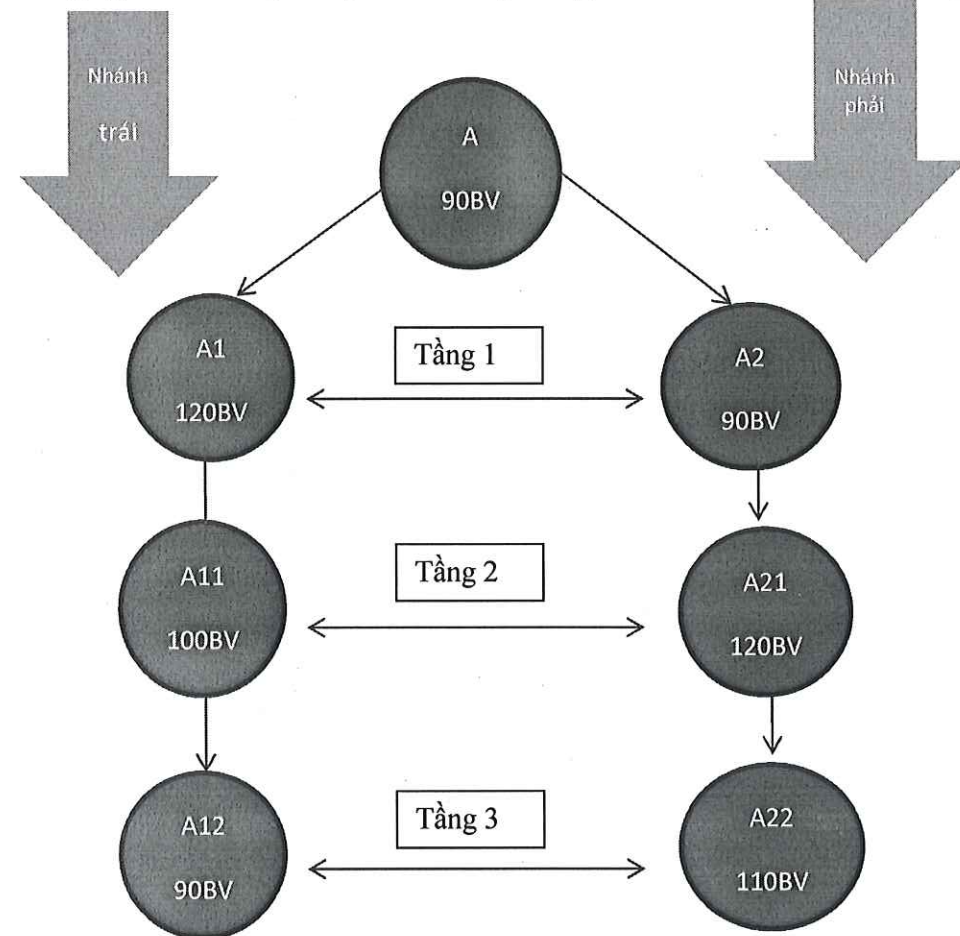 Nhánh
trái
Nhánh
phải
A
90BV
A1
120BV
Tầng 1
A2
90BV
A11
100BV
Tầng 2
A21
120BV
A12
90BV
Tầng 3
A22
110BV